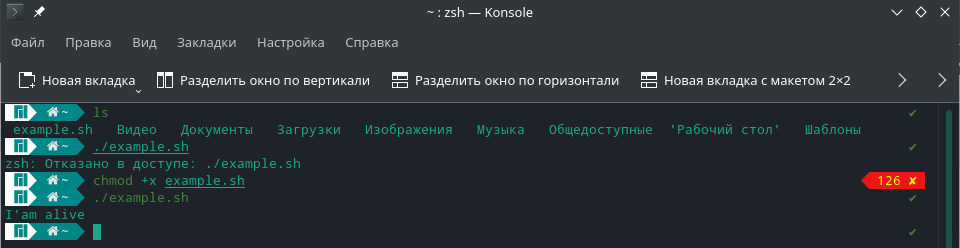 ~ : zsh — Konsole
Файл Правка Вид Закладки Настройка Справка
Новая вкладка Разделить окно по вертикали Разделить окно по горизонтали Новая вкладка с макетом 2×2
~ ls ✔
example.sh Видео Документы Загрузки Изображения Музыка Общедоступные 'Рабочий стол' Шаблоны
~ ./example.sh ✔
zsh: Отказано в доступе: ./example.sh
~ chmod +x example.sh 126 ✘
~ ./example.sh ✔
I'am alive
~ ✔